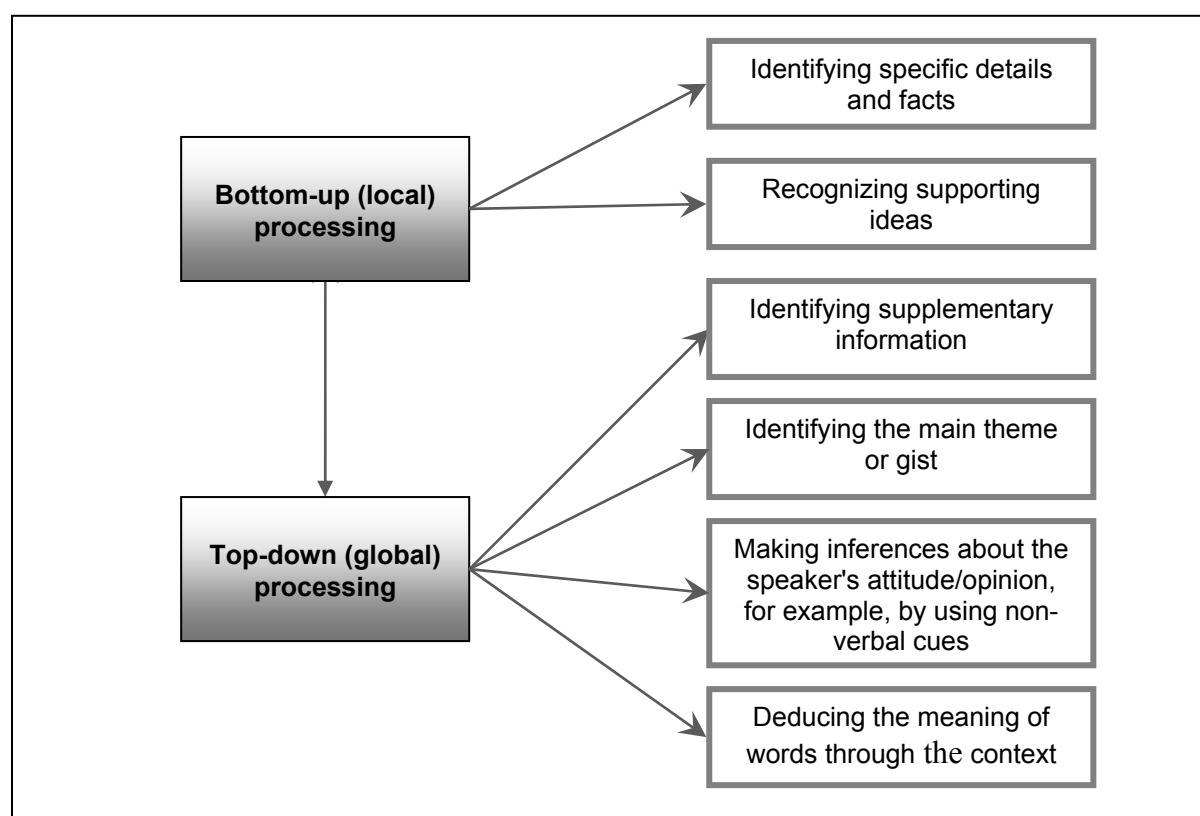 Identifying specific details
and facts
Bottom-up (local)
processing
Recognizing supporting
ideas
Identifying supplementary
information
Identifying the main theme
or gist
Top-down (global)
processing
Making inferences about the
speaker's attitude/opinion,
for example, by using non-
verbal cues
Deducing the meaning of
words through the context